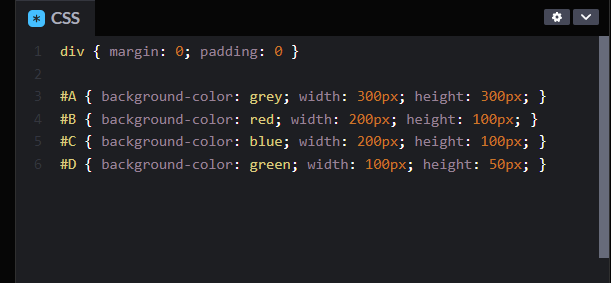 * CSS
1 div { margin: 0; padding: 0 }
2
3 #A { background-color: grey; width: 300px; height: 300px; }
4 #B { background-color: red; width: 200px; height: 100px; }
5 #C { background-color: blue; width: 200px; height: 100px; }
6 #D { background-color: green; width: 100px; height: 50px; }